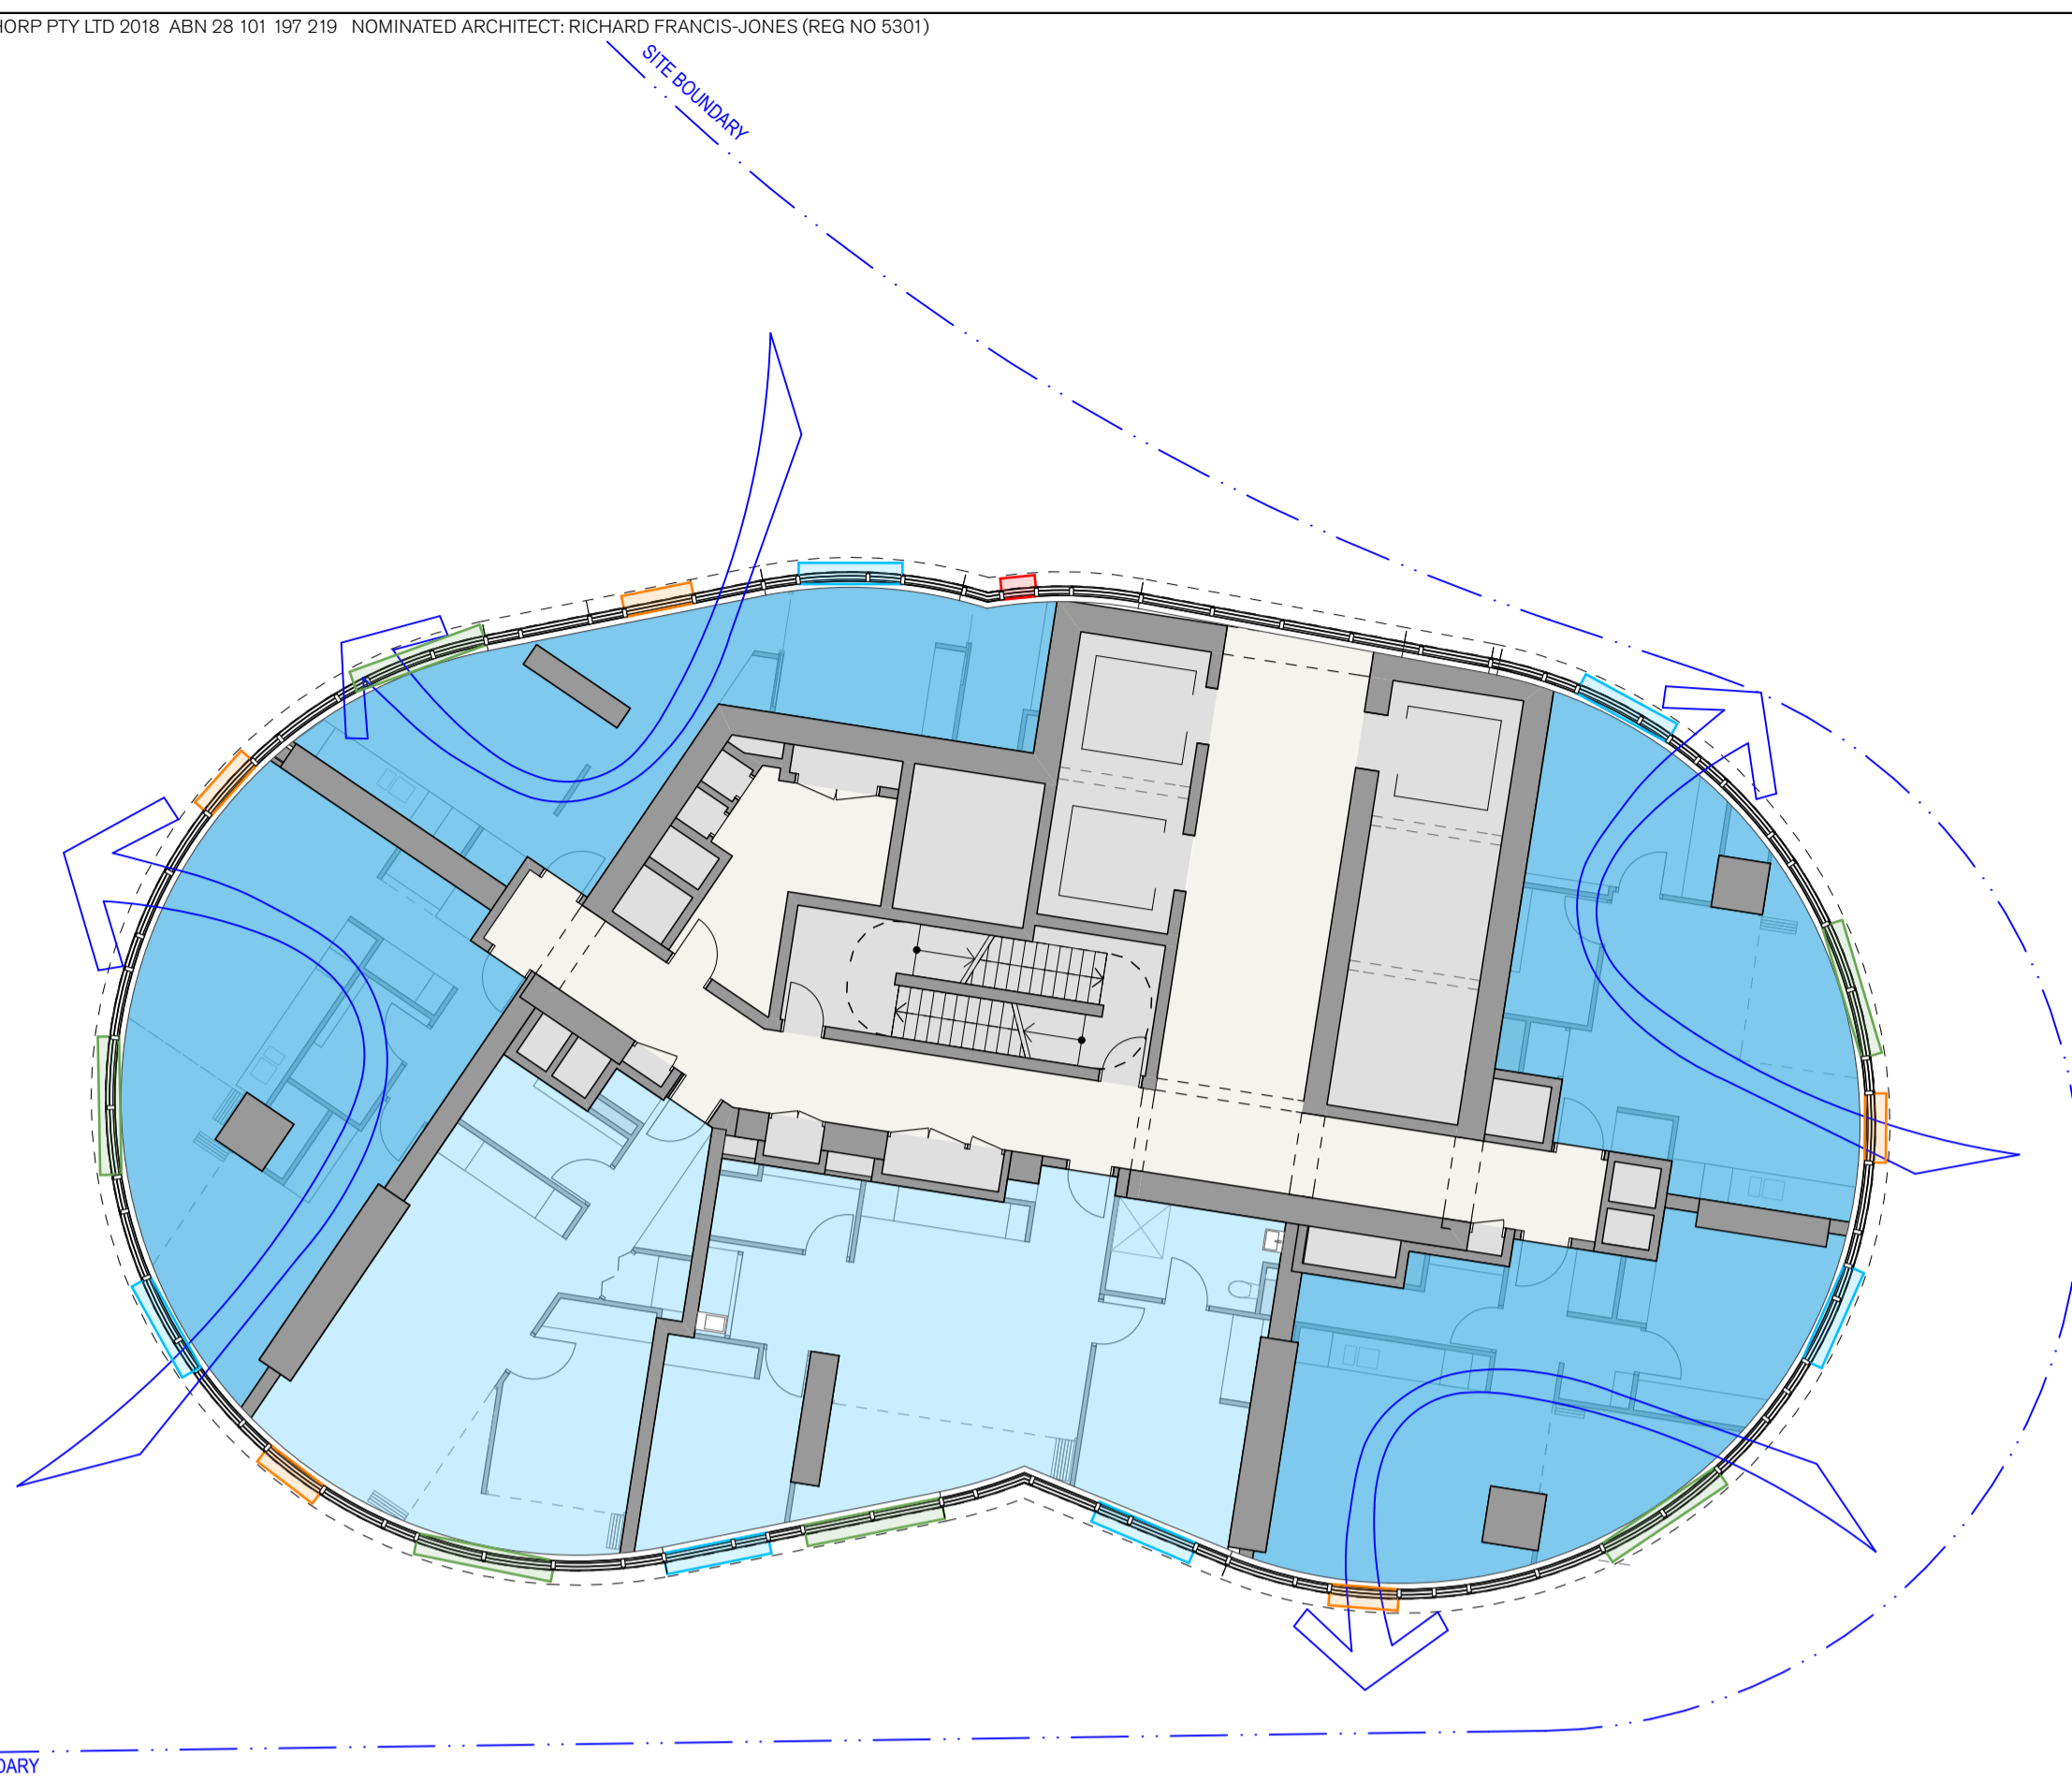 HORP PTY LTD 2018 ABN 28 101 197 219 NOMINATED ARCHITECT: RICHARD FRANCIS-JONES (REG NO 5301)
SITE BOUNDARY
DARY